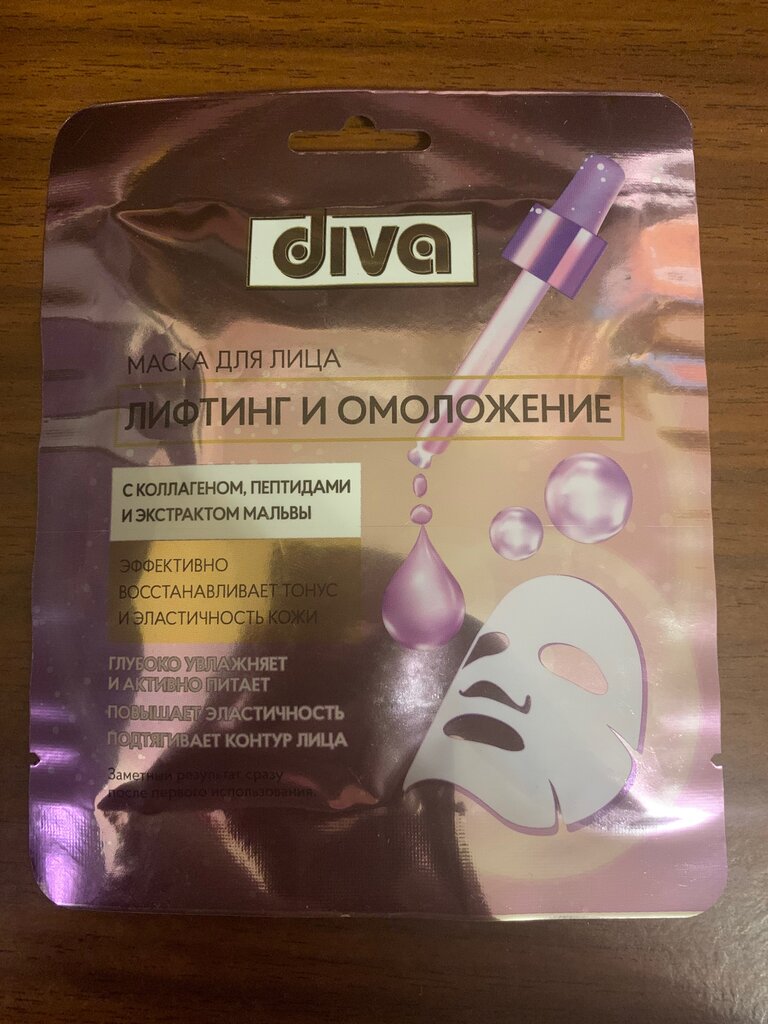 diva
МАСКА ДЛЯ ЛИЦА
ЛИФТИНГ И ОМОЛОЖЕНИЕ
С КОЛЛАГЕНОМ, ПЕПТИДАМИ
И ЭКСТРАКТОМ МАЛЬВЫ
ЭФФЕКТИВНО
ВОССТАНАВЛИВАЕТ ТОНУС
И ЭЛАСТИЧНОСТЬ КОЖИ
ГЛУБОКО УВЛАЖНЯЕТ
И АКТИВНО ПИТАЕТ
ПОВЫШАЕТ ЭЛАСТИЧНОСТЬ
ПОДТЯГИВАЕТ КОНТУР ЛИЦА
Заметный результат сразу
после первого использования.